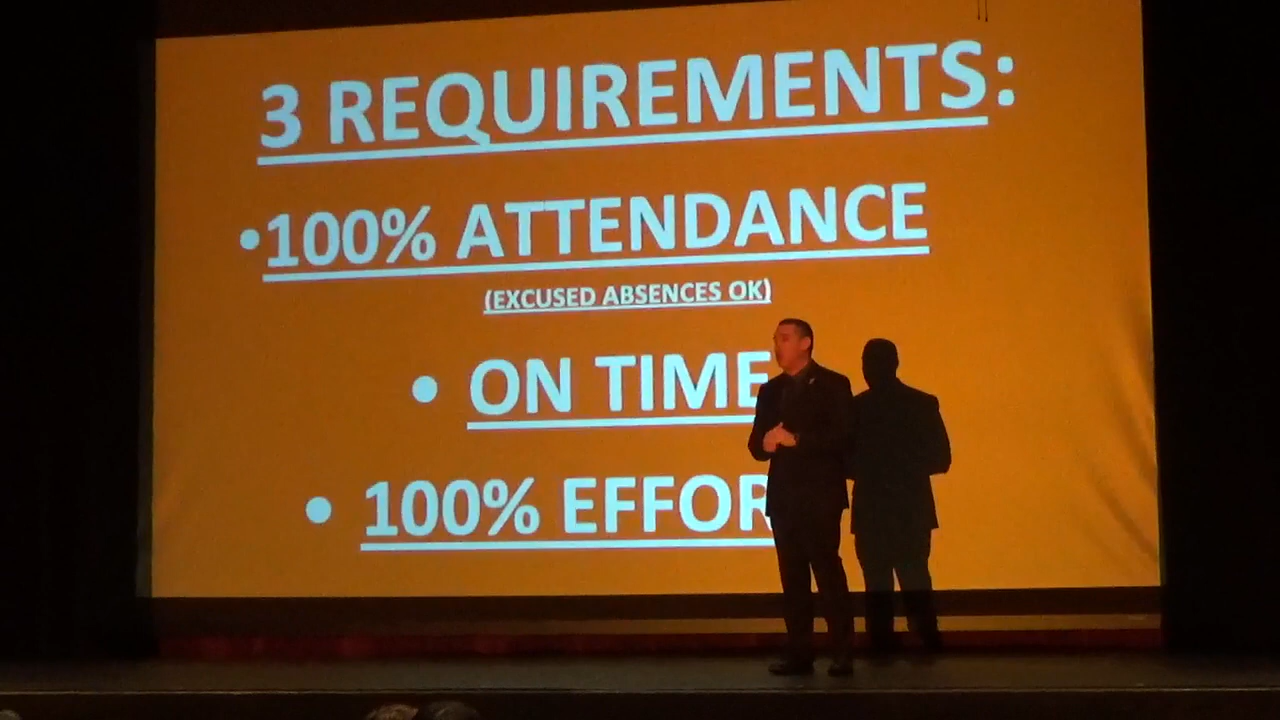 3 REQUIREMENTS:
•100% ATTENDANCE
(EXCUSED ABSENCES OK)
• ON TIME
• 100% EFFOR